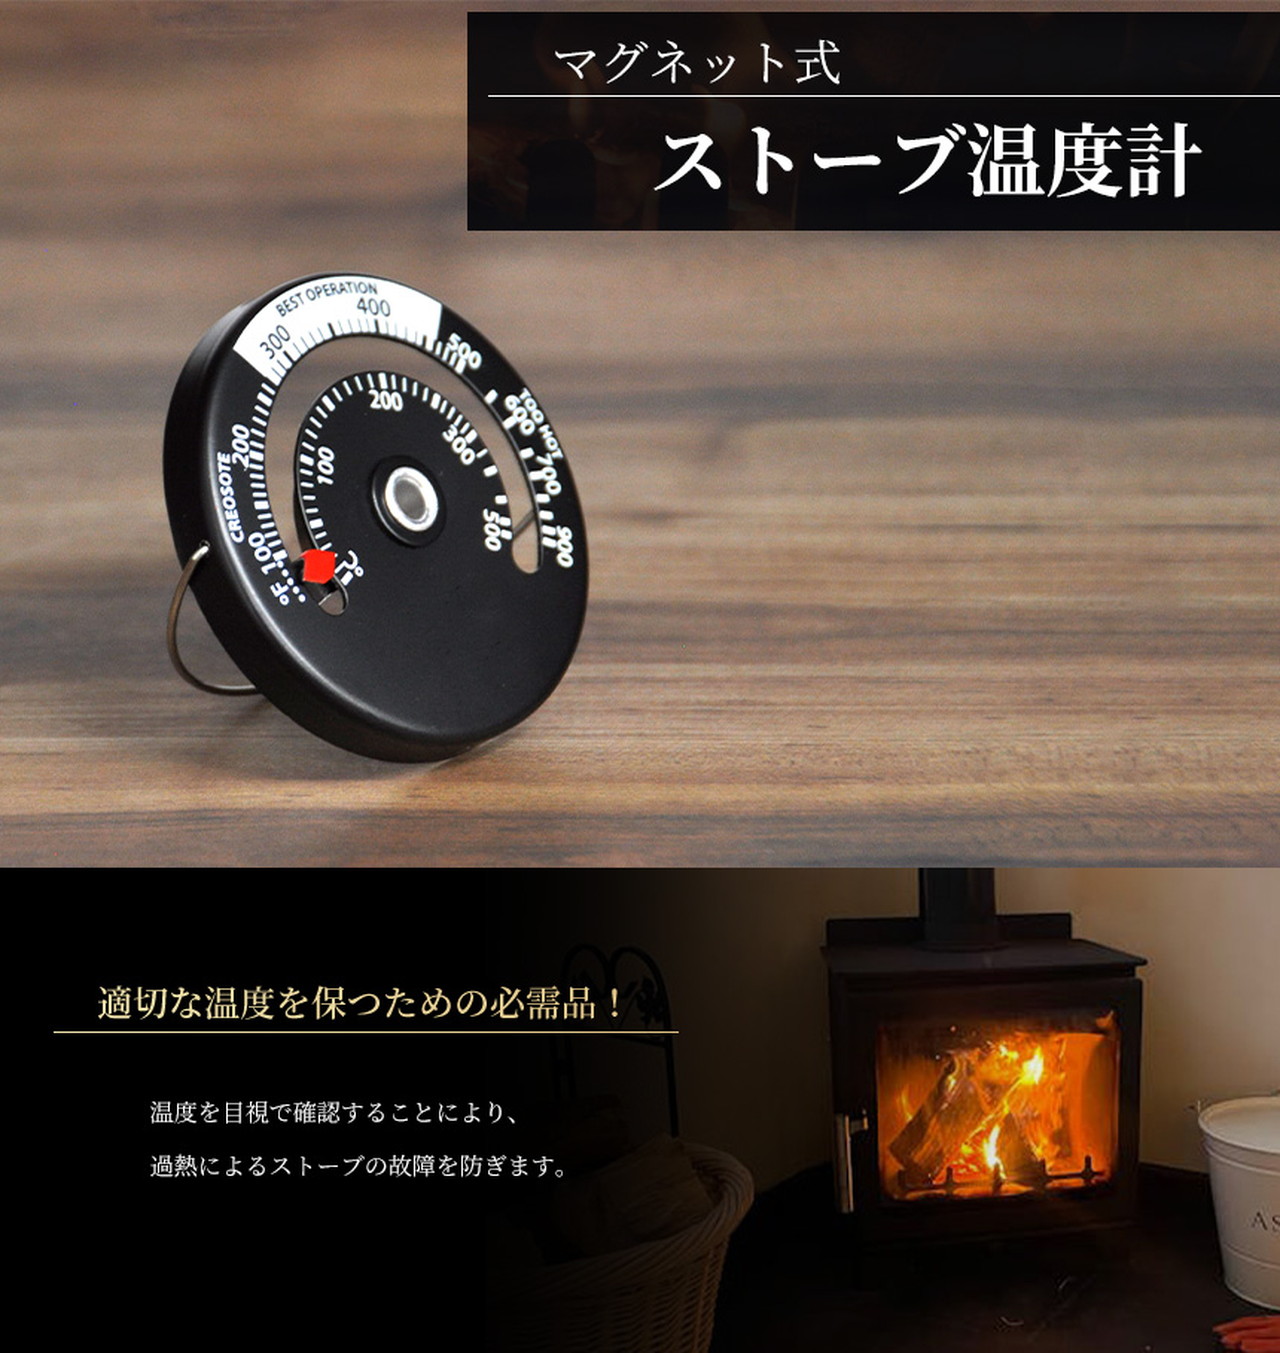 マグネット式
ストーブ温度計
BEST OPERATION
300 400
500
TOO HOT
600
700
900
200
CREOSOTE
100
°F
200
300
100
500
°C
適切な温度を保つための必需品！
温度を目視で確認することにより、
過熱によるストーブの故障を防ぎます。
AS